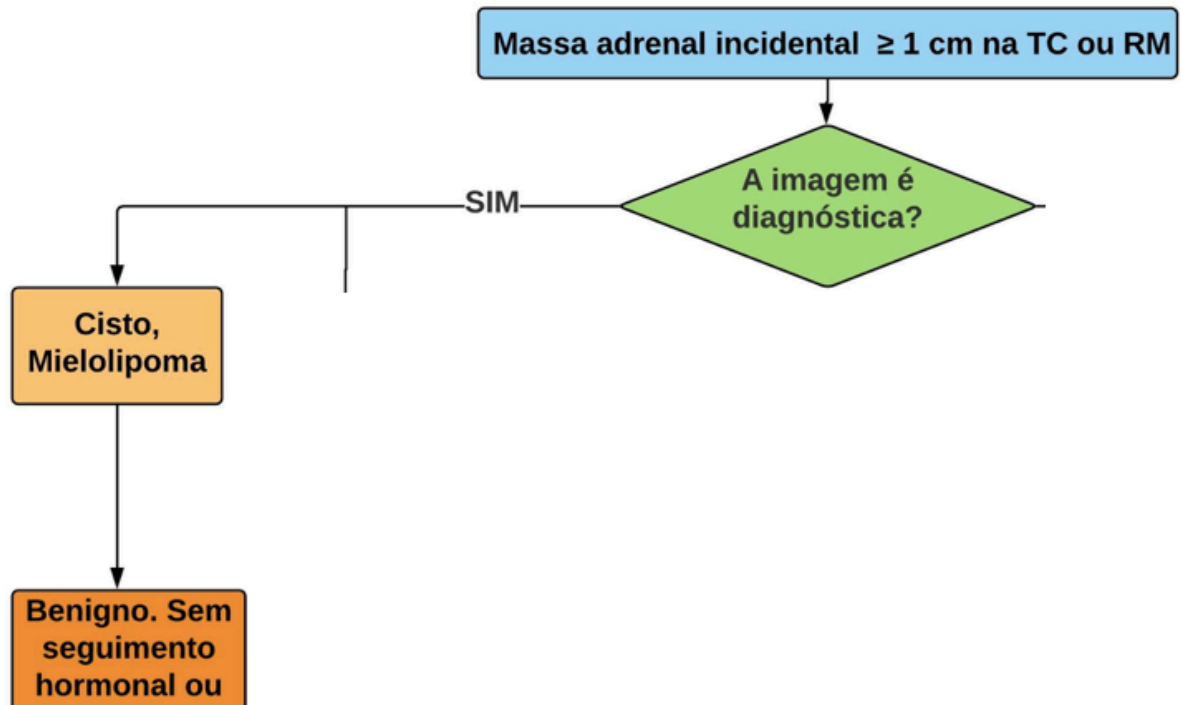 Massa adrenal incidental ≥ 1 cm na TC ou RM
A imagem é
diagnóstica?
SIM
Cisto,
Mielolipoma
Benigno. Sem
seguimento
hormonal ou